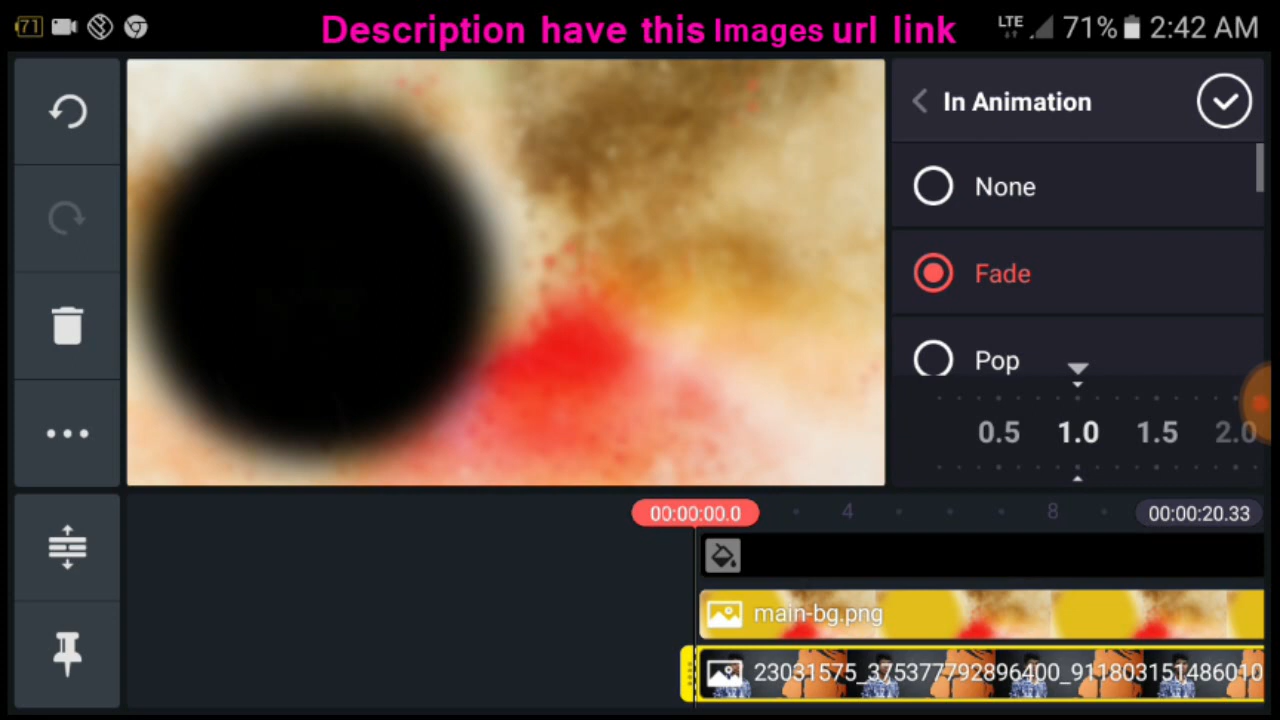 71
Description have this Images url link
LTE 71% 2:42 AM
In Animation
None
Fade
Pop
0.5 1.0 1.5 2.0
00:00:00.0 4 8 00:00:20.33
main-bg.png
23031575_375377792896400_911803151486010